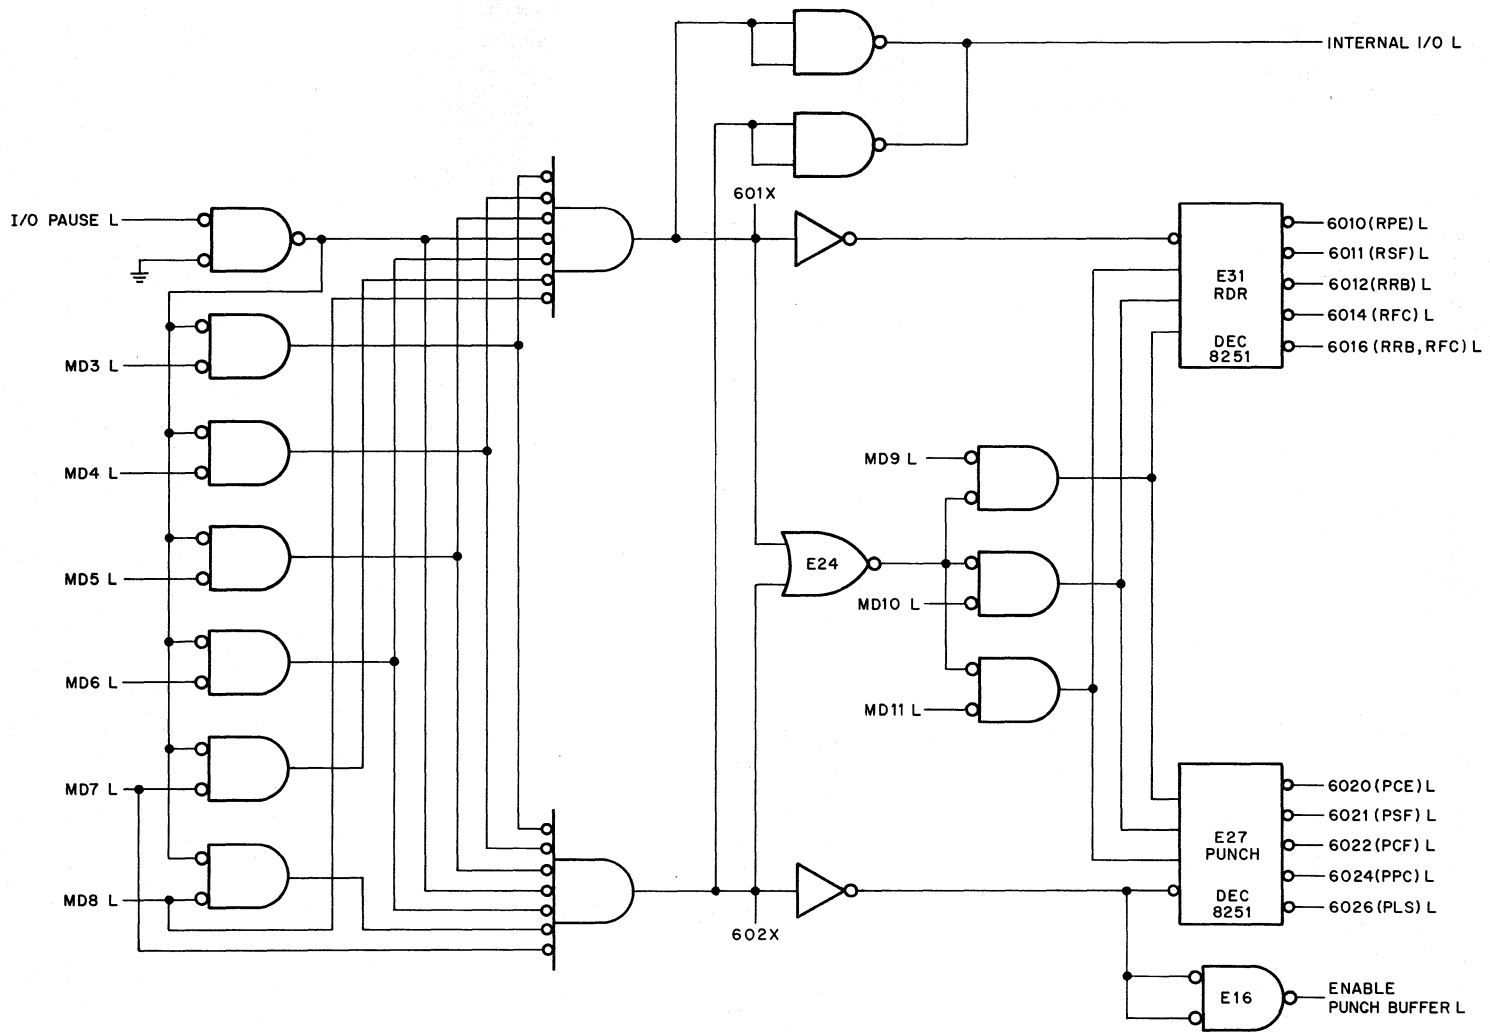 INTERNAL I/O L
601X
I/O PAUSE L
6010(RPE) L
6011 (RSF) L
6012(RRB) L
6014 (RFC) L
6016 (RRB,RFC) L
E31
RDR
DEC
8251
MD3 L
MD4 L
MD5 L
MD6 L
MD7 L
MD8 L
MD9 L
E24
MD10 L
MD11 L
602X
6020(PCE) L
6021 (PSF) L
6022(PCF) L
6024(PPC) L
6026(PLS) L
E27
PUNCH
DEC
8251
E16
ENABLE
PUNCH BUFFER L